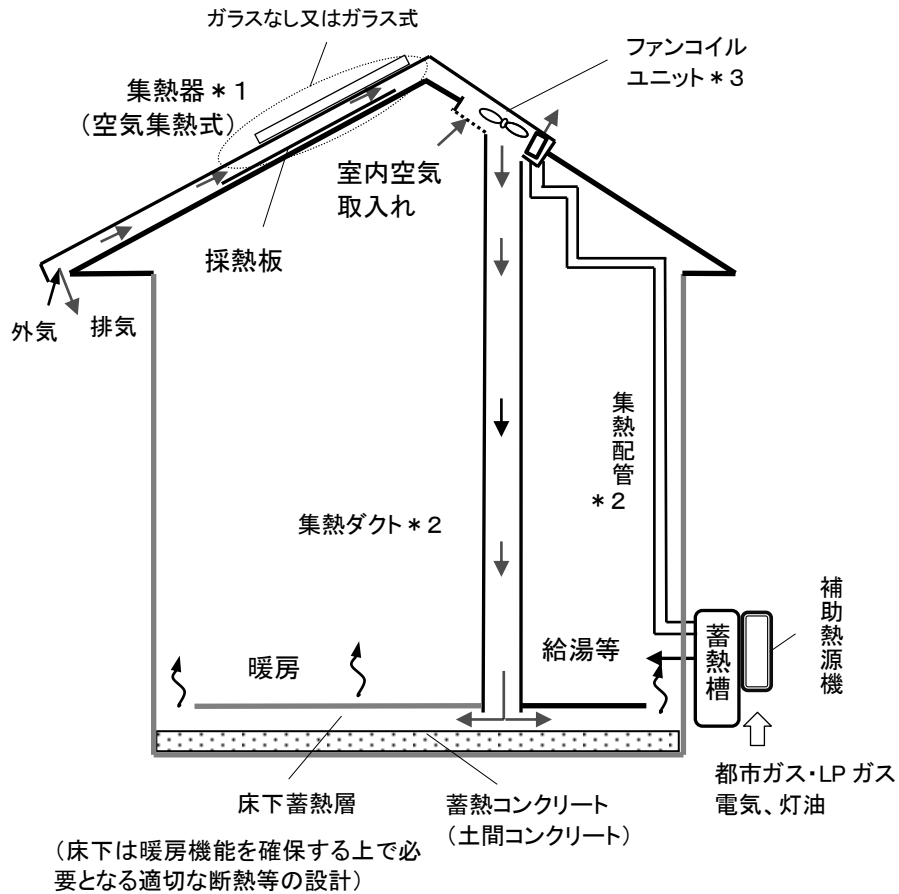 ガラスなし又はガラス式
集熱器＊1
（空気集熱式）
ファンコイル
ユニット＊3
室内空気
取入れ
採熱板
外気
排気
集熱配管
＊2
集熱ダクト＊2
補助熱源機
暖房
給湯等
蓄熱槽
都市ガス・LPガス
電気、灯油
床下蓄熱層
蓄熱コンクリート
（土間コンクリート）
（床下は暖房機能を確保する上で必
要となる適切な断熱等の設計）